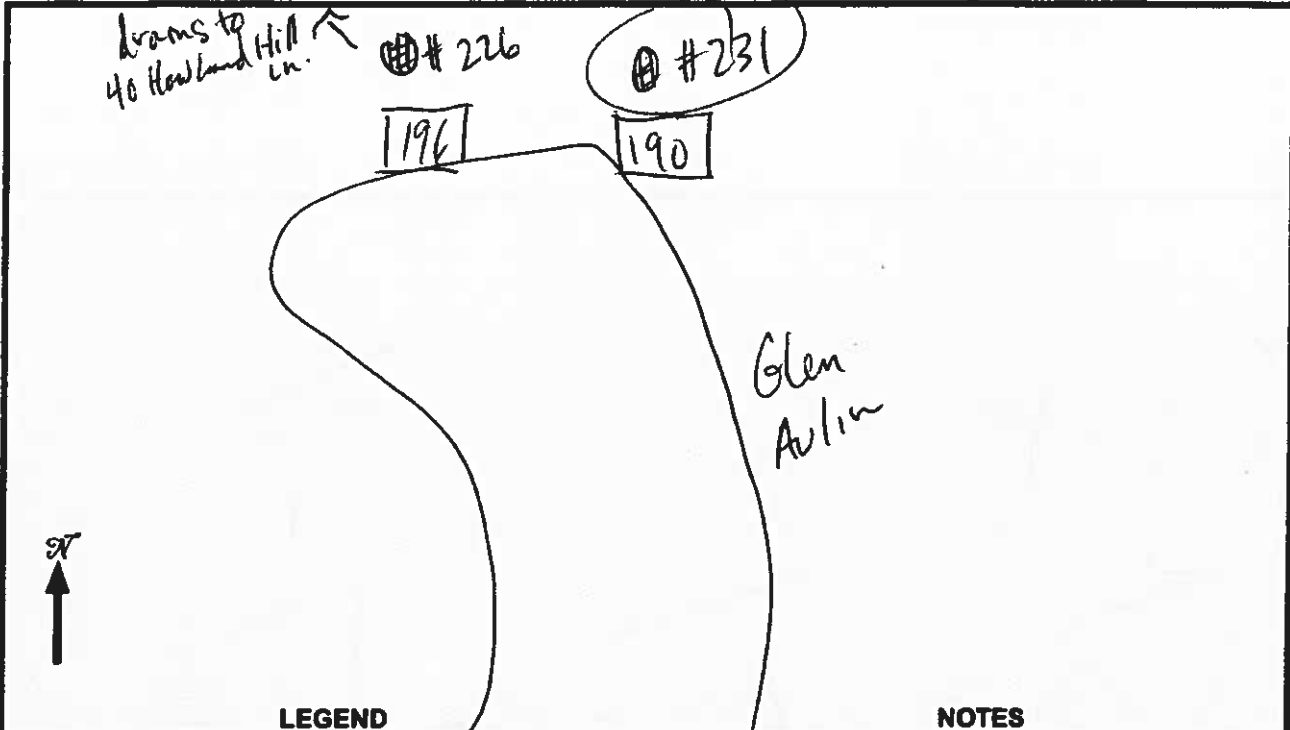 drains to
40 Howland Hill
Ln.
# 226
# 231
196
190
Glen
Avlin
N
LEGEND
NOTES